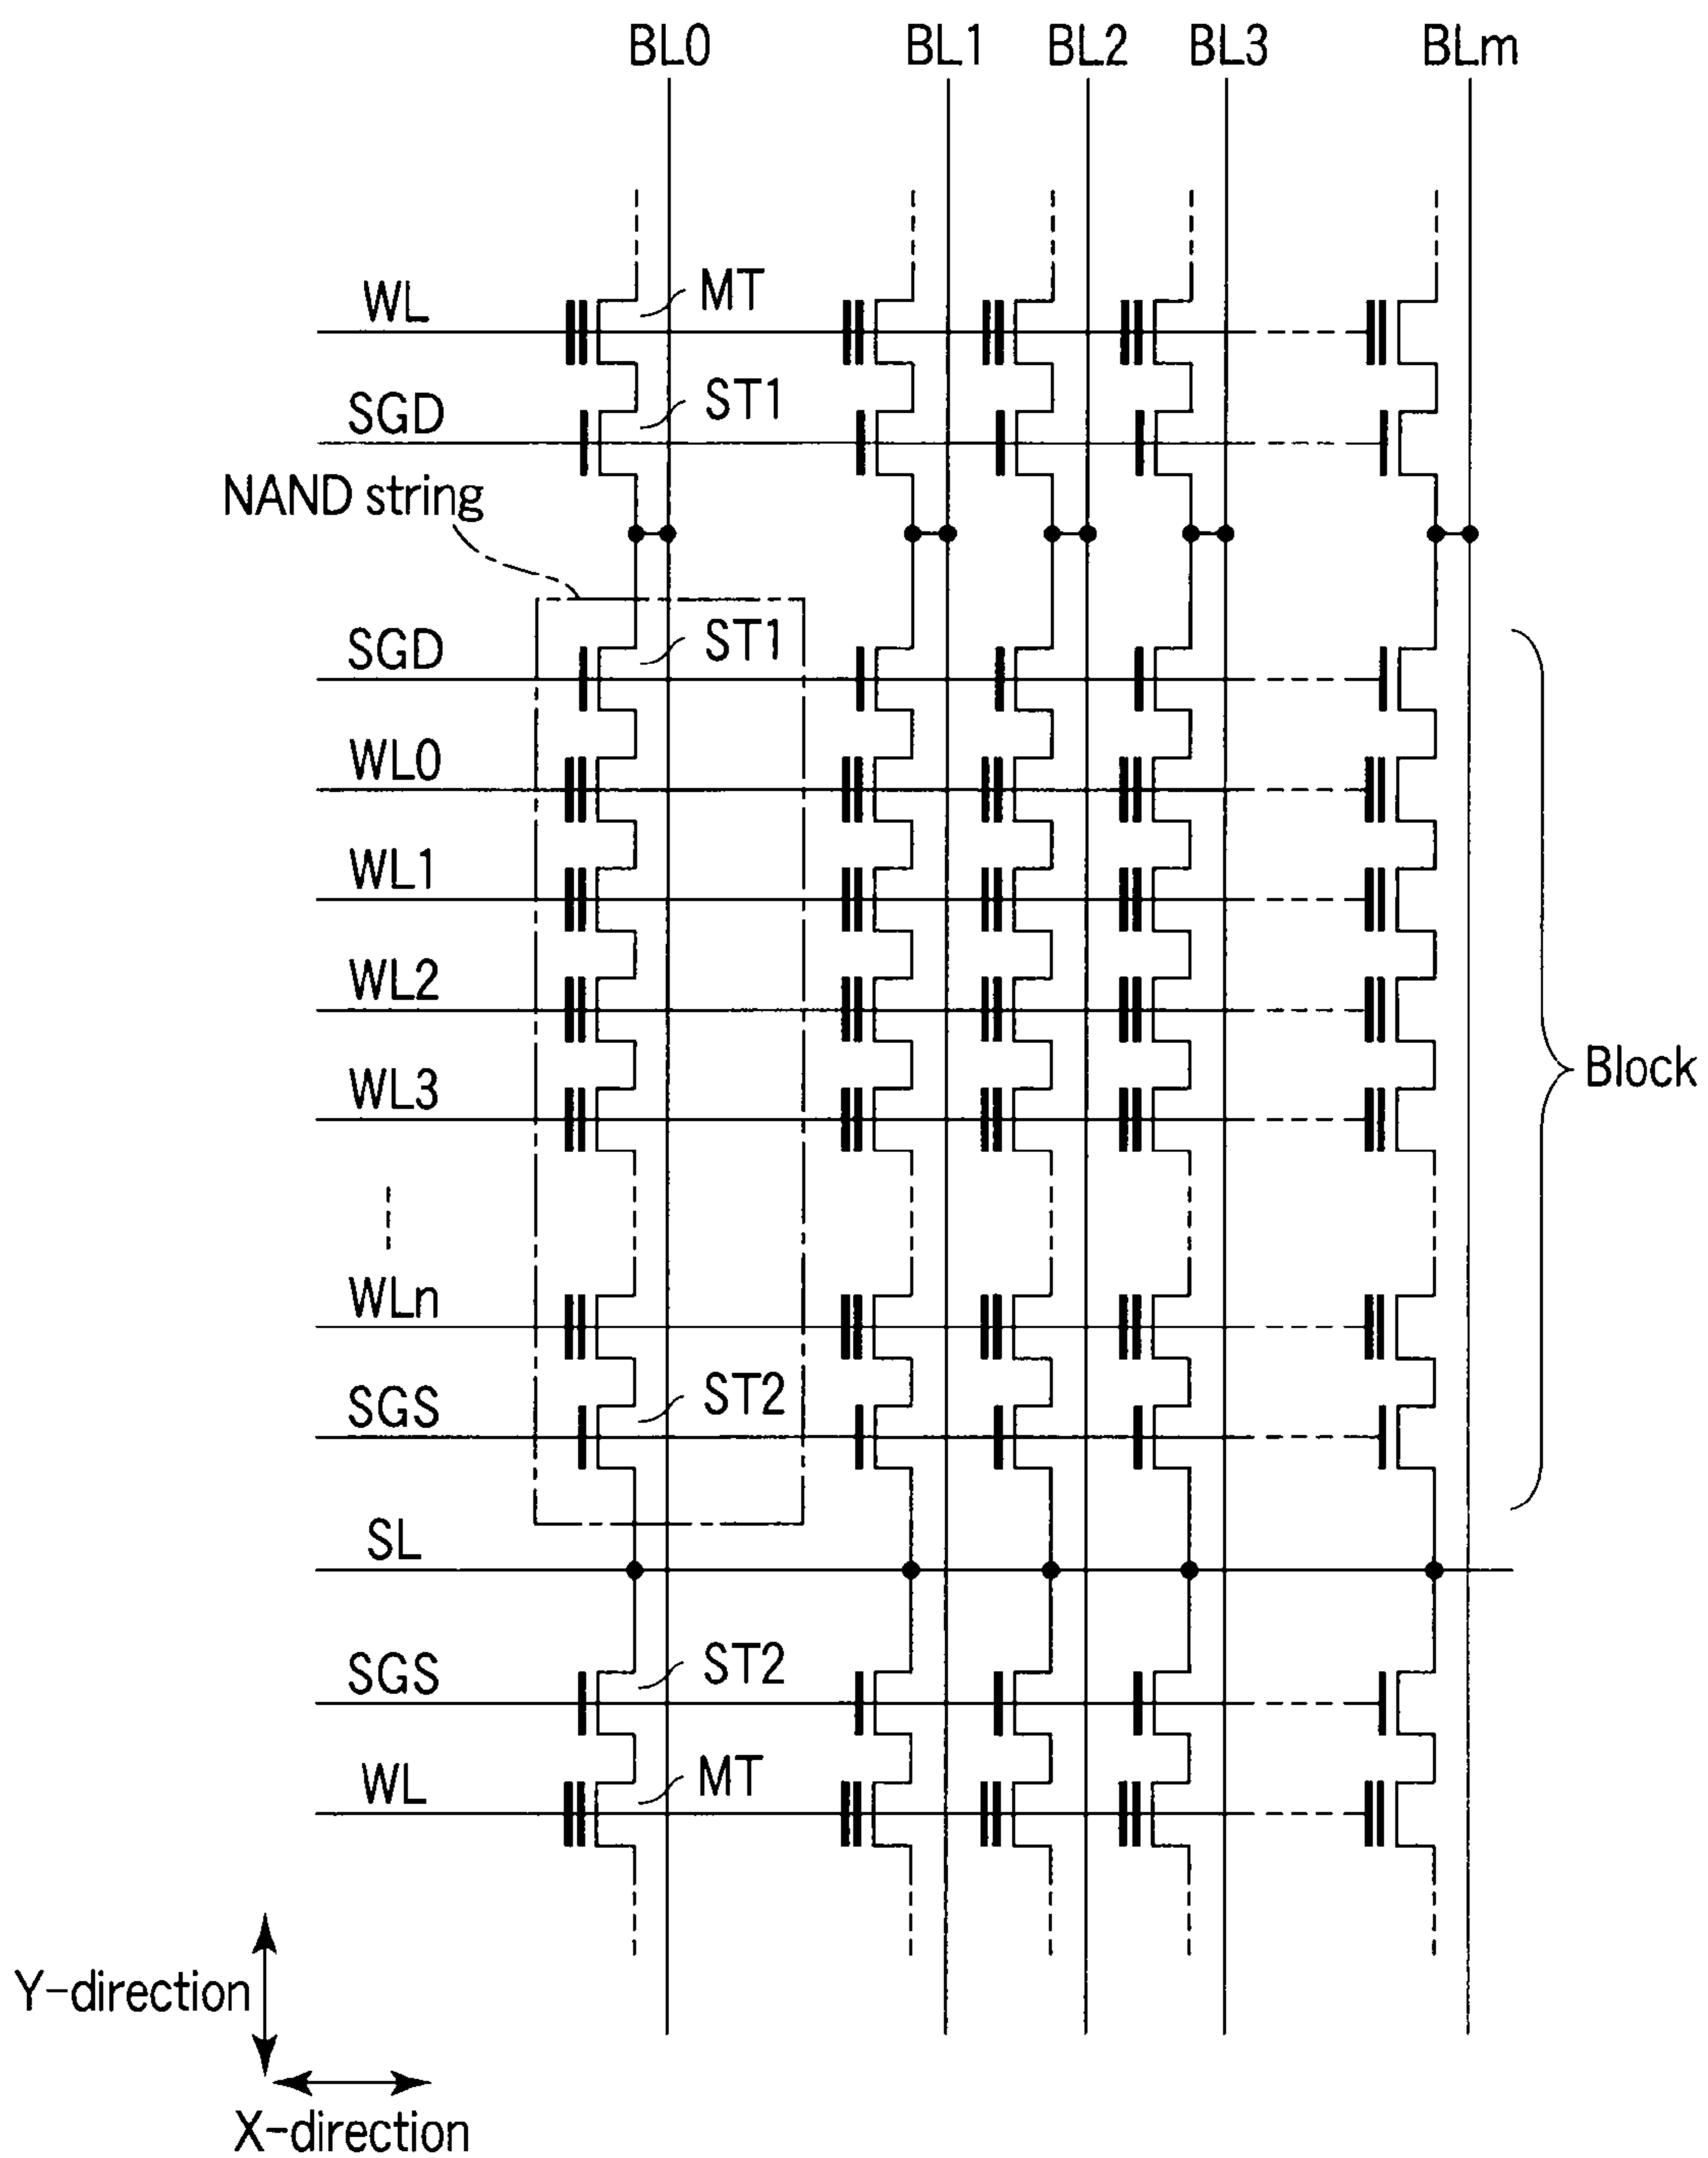 BL0 BL1 BL2 BL3 BLm
WL MT
SGD ST1
NAND string
SGD ST1
WL0
WL1
WL2
WL3
Block
WLn
SGS ST2
SL
SGS ST2
WL MT
Y-direction
X-direction